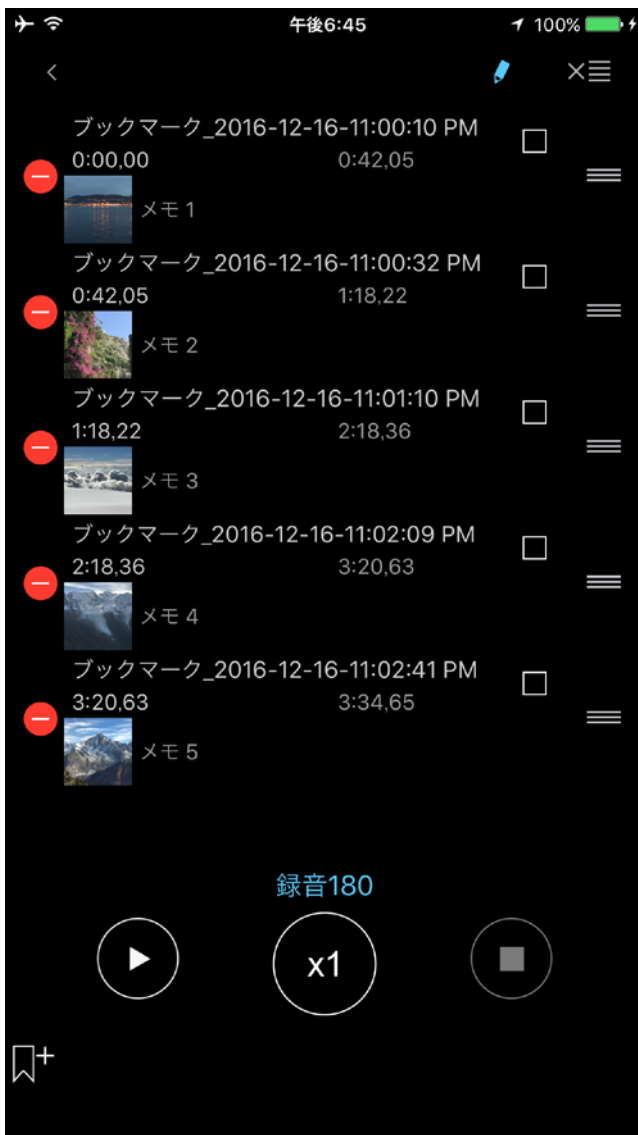 午後6:45
100%
ブックマーク_2016-12-16-11:00:10 PM
0:00,00 0:42,05
メモ 1
ブックマーク_2016-12-16-11:00:32 PM
0:42,05 1:18,22
メモ 2
ブックマーク_2016-12-16-11:01:10 PM
1:18,22 2:18,36
メモ 3
ブックマーク_2016-12-16-11:02:09 PM
2:18,36 3:20,63
メモ 4
ブックマーク_2016-12-16-11:02:41 PM
3:20,63 3:34,65
メモ 5
録音180
x1